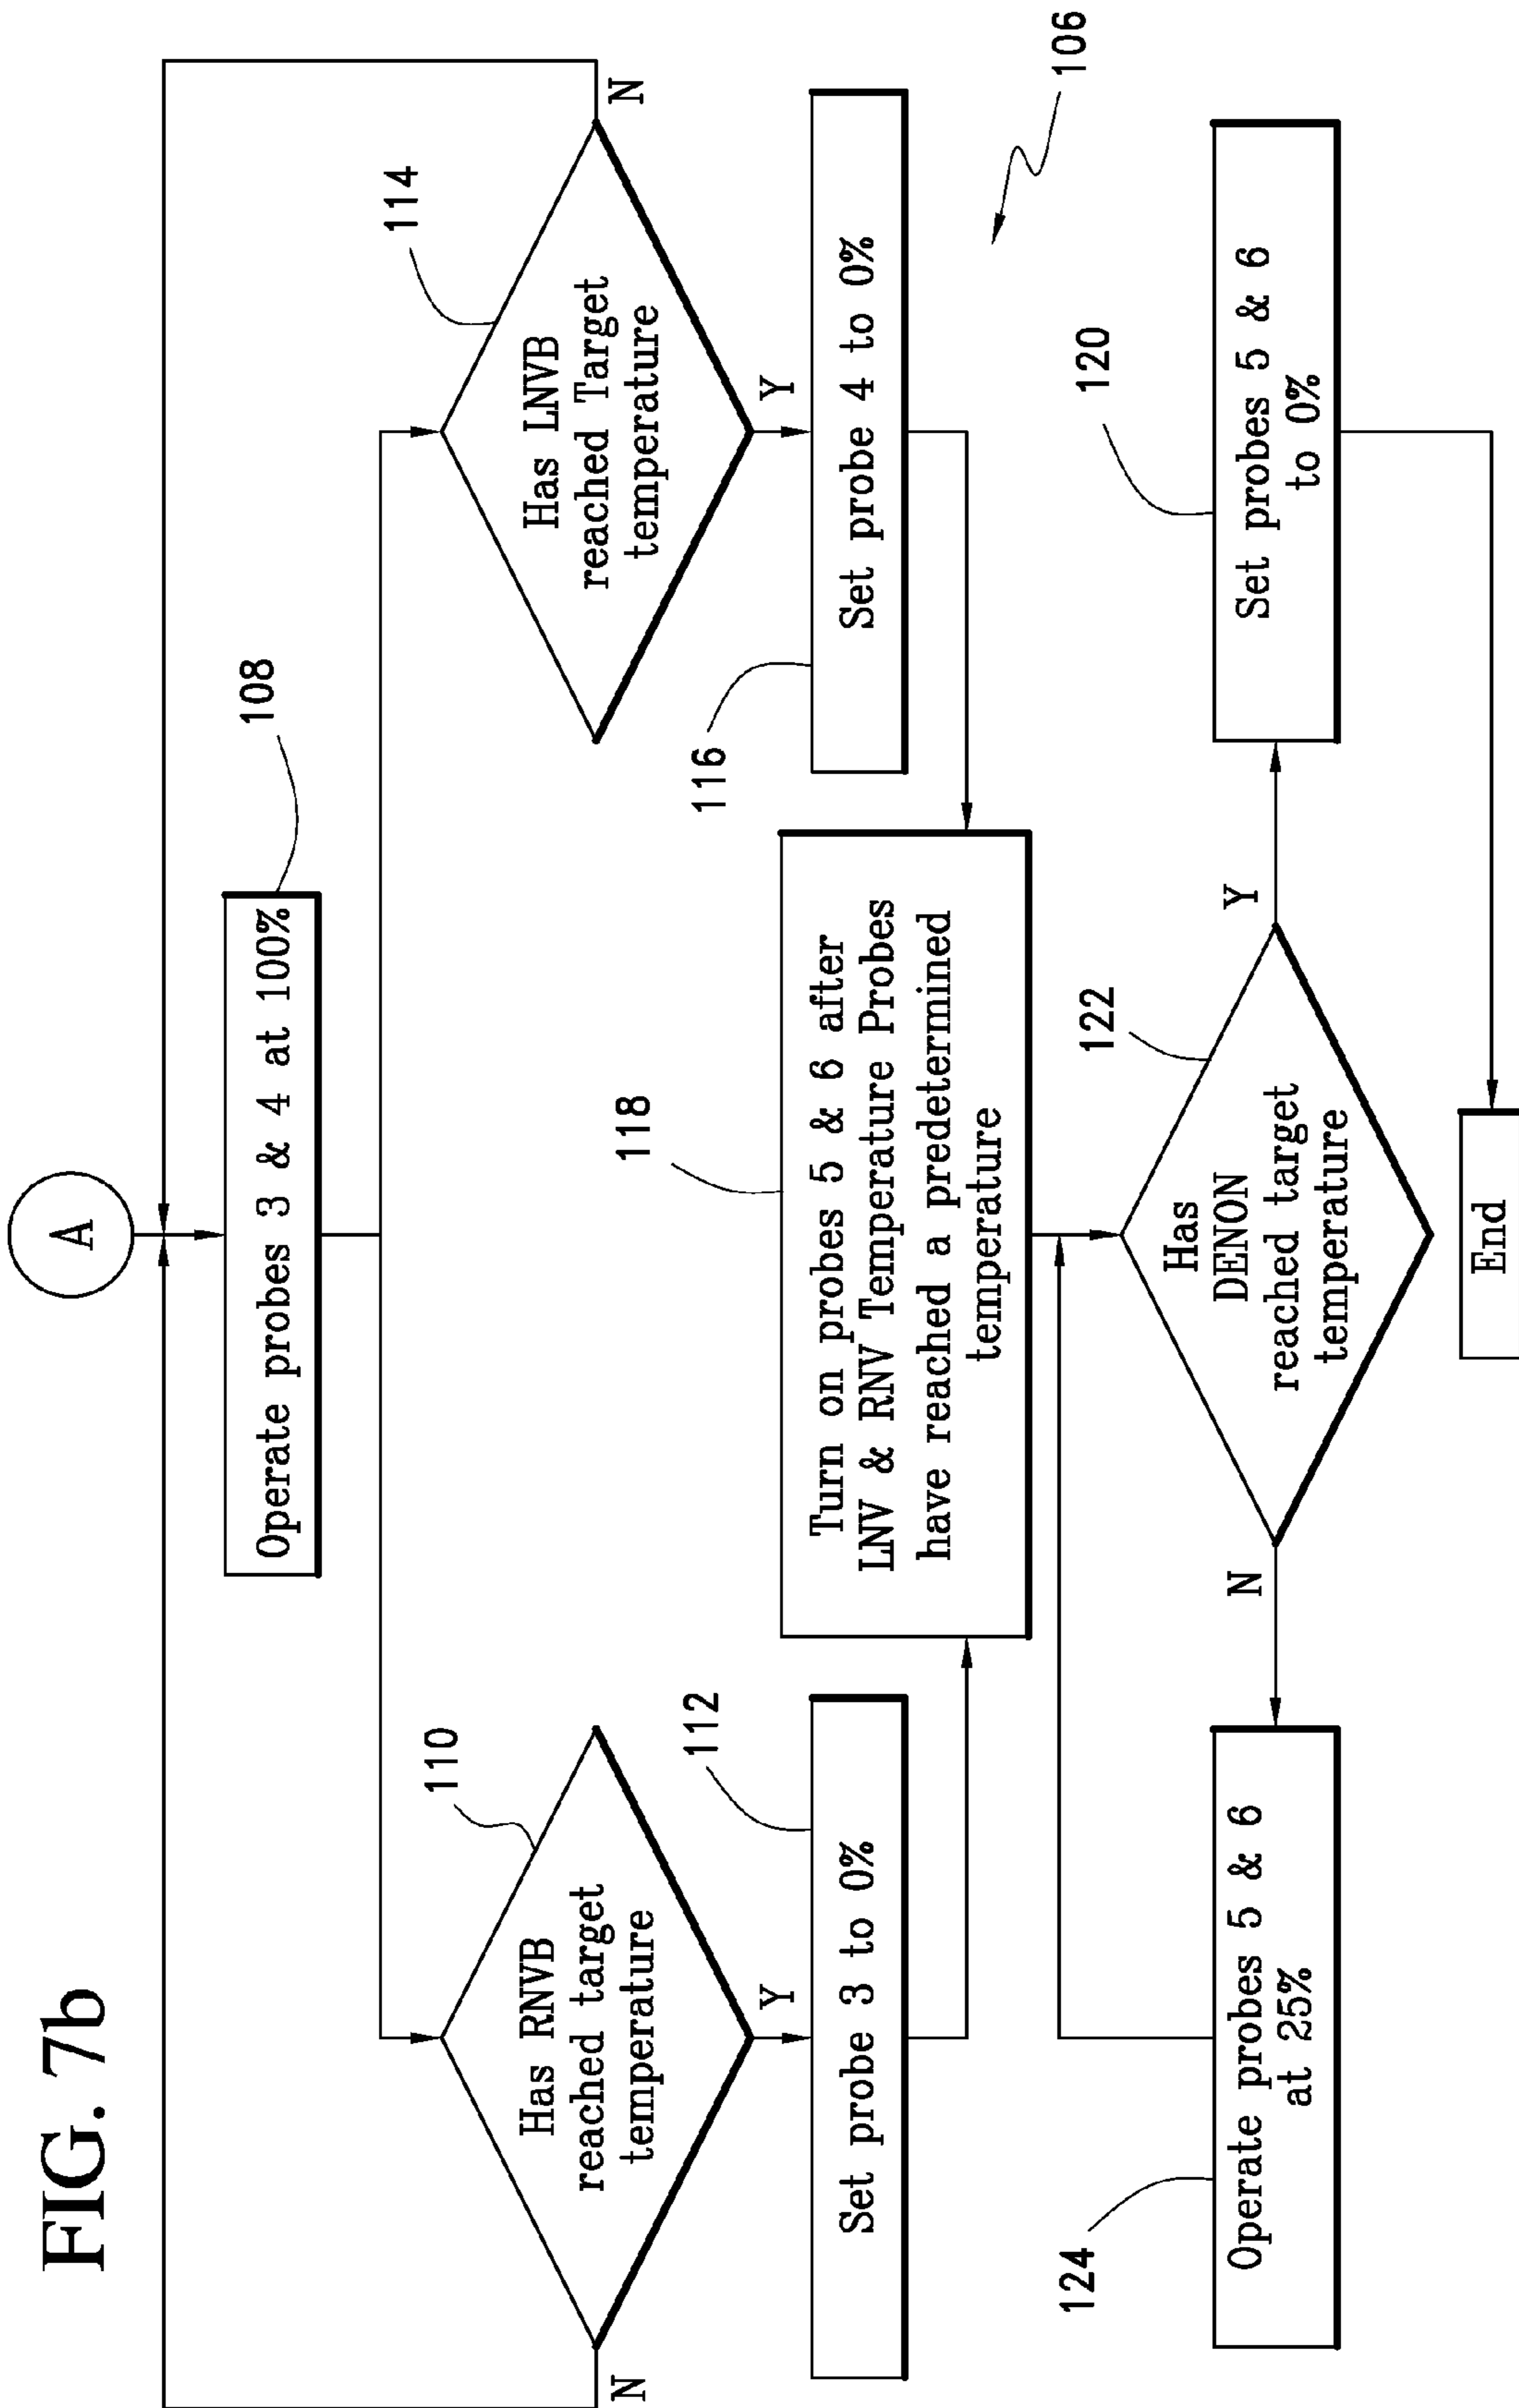 FIG. 7b
A
Operate probes 3 & 4 at 100%
108
110
Has RNVB
reached target
temperature
N
Y
114
Has LNVB
reached Target
temperature
N
Y
112
Set probe 3 to 0%
116
Set probe 4 to 0%
118
Turn on probes 5 & 6 after
LNV & RNV Temperature Probes
have reached a predetermined
temperature
106
122
Has
DENON
reached target
temperature
N
Y
124
Operate probes 5 & 6
at 25%
120
Set probes 5 & 6
to 0%
End